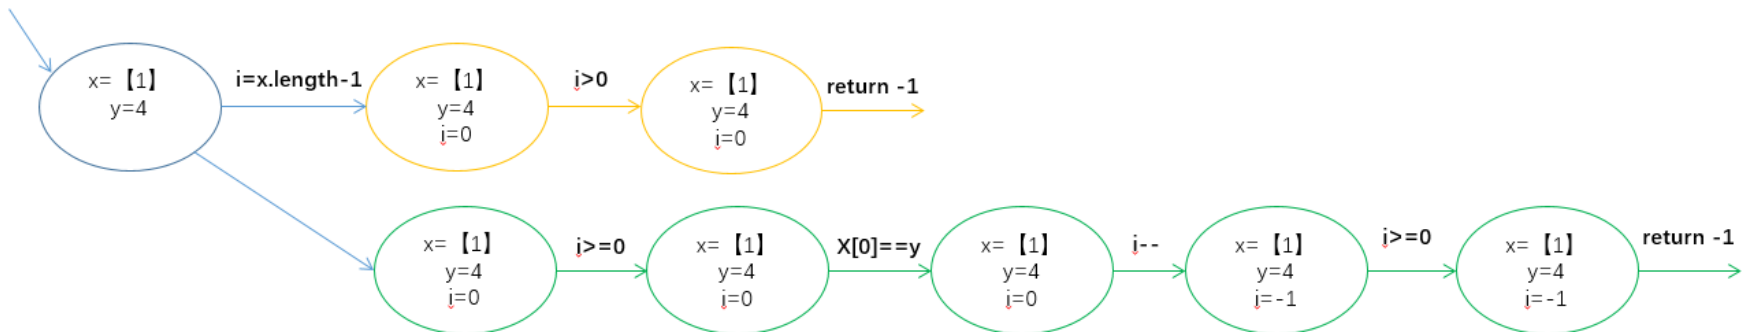 x=【1】
y=4
i=x.length-1
x=【1】
y=4
i=0
i>0
x=【1】
y=4
i=0
return -1
x=【1】
y=4
i=0
i>=0
x=【1】
y=4
i=0
X[0]==y
x=【1】
y=4
i=0
i--
x=【1】
y=4
i=-1
i>=0
x=【1】
y=4
i=-1
return -1